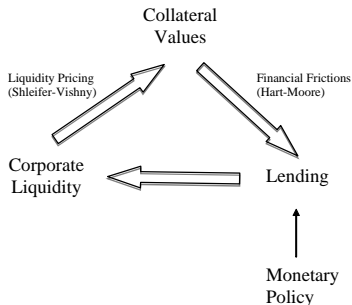 Collateral
Values
Liquidity Pricing
(Shleifer-Vishny)
Financial Frictions
(Hart-Moore)
Corporate
Liquidity
Lending
Monetary
Policy